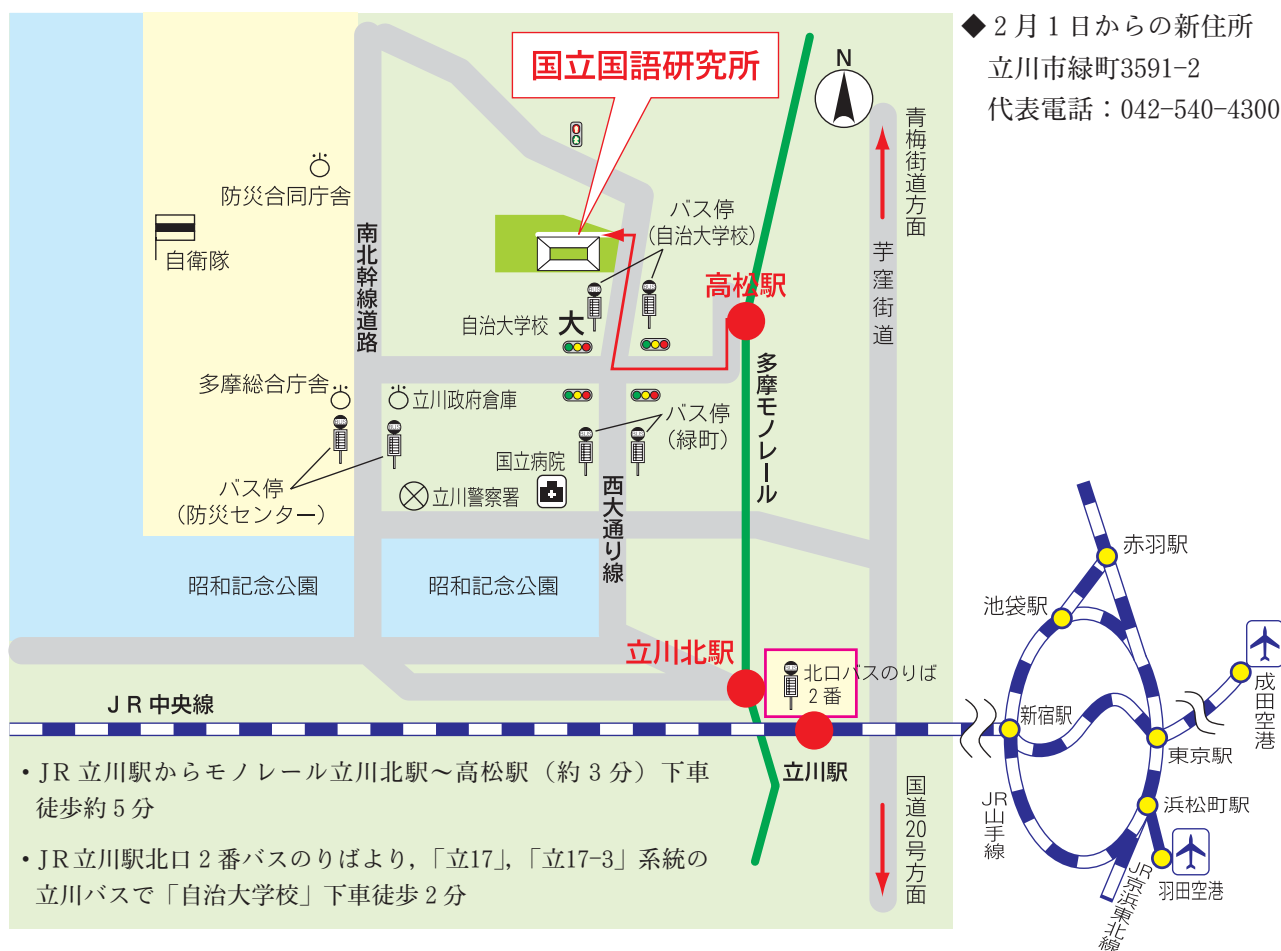 ◆ 2月1日からの新住所
立川市緑町3591−2
代表電話：042−540−4300
国立国語研究所
N
青梅街道方面
芋窪街道
国道20号方面
防災合同庁舎
自衛隊
南北幹線道路
バス停
（自治大学校）
高松駅
自治大学校 大
多摩総合庁舎
立川政府倉庫
バス停
（緑町）
多摩モノレール
国立病院
立川警察署
バス停
（防災センター）
西大通り線
昭和記念公園
昭和記念公園
立川北駅
北口バスのりば
2番
JR中央線
立川駅
・JR立川駅からモノレール立川北駅〜高松駅（約3分）下車
徒歩約5分
・JR立川駅北口2番バスのりばより，「立17」，「立17-3」系統の
立川バスで「自治大学校」下車徒歩2分
赤羽駅
池袋駅
新宿駅
成田空港
東京駅
浜松町駅
JR山手線
羽田空港
JR京浜東北線